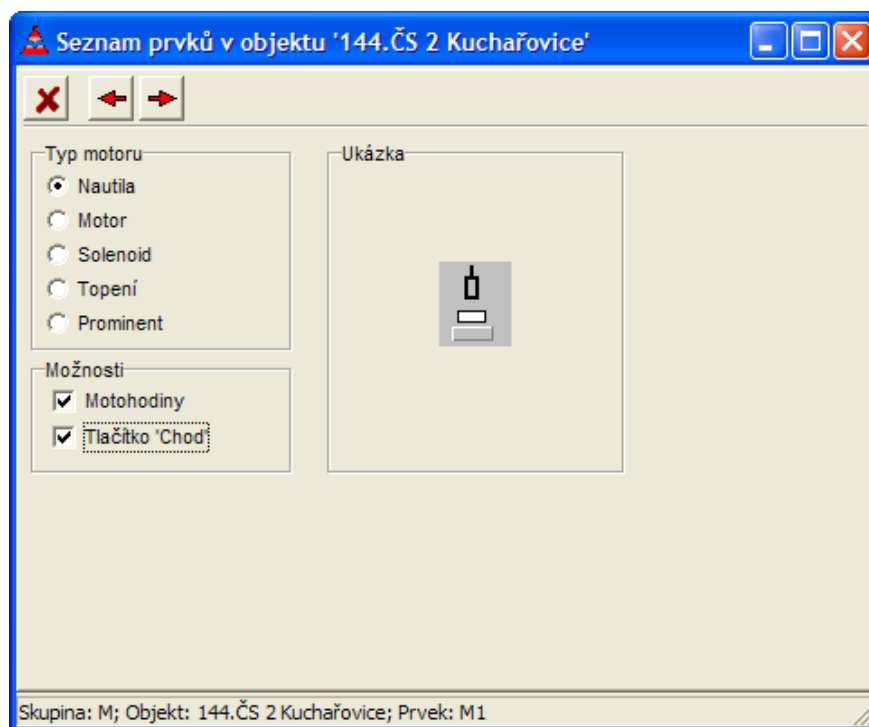 Seznam prvků v objektu '144.ČS 2 Kuchařovice'
Typ motoru
Nautila
Motor
Solenoid
Topení
Prominent
Možnosti
Motohodiny
Tlačítko 'Chod'
Ukázka
Skupina: M; Objekt: 144.ČS 2 Kuchařovice; Prvek: M1